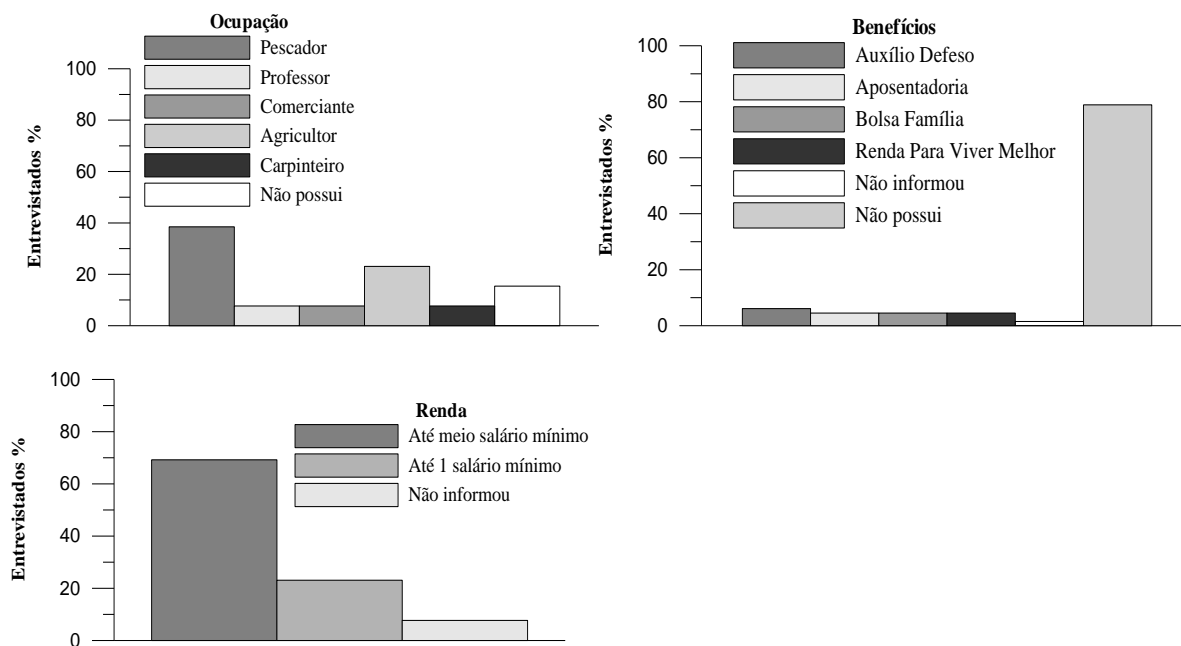 Ocupação
Pescador
Professor
Comerciante
Agricultor
Carpinteiro
Não possui
Entrevistados %
100
80
60
40
20
0
Benefícios
Auxílio Defeso
Aposentadoria
Bolsa Família
Renda Para Viver Melhor
Não informou
Não possui
Entrevistados %
100
80
60
40
20
0
Renda
Até meio salário mínimo
Até 1 salário mínimo
Não informou
Entrevistados %
100
80
60
40
20
0